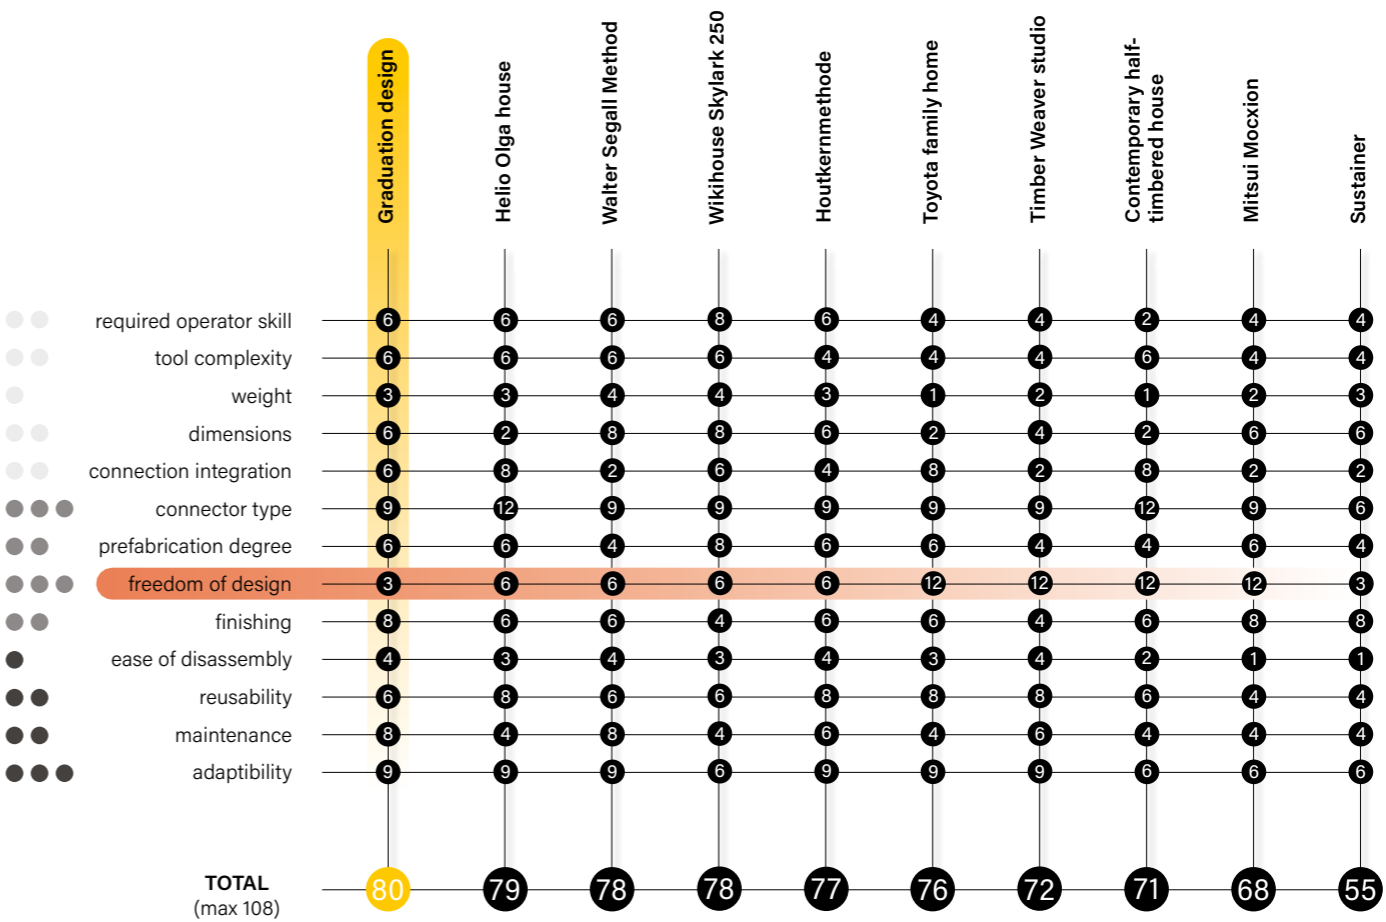 Graduation design
Helio Olga house
Walter Segall Method
Wikihouse Skylark 250
Houtkernmethode
Toyota family home
Timber Weaver studio
Contemporary half-
timbered house
Mitsui Mocxion
Sustainer
required operator skill 6 6 6 8 6 4 4 2 4 4
tool complexity 6 6 6 6 4 4 4 6 4 4
weight 3 3 4 4 3 1 2 1 2 3
dimensions 6 2 8 8 6 2 4 2 6 6
connection integration 6 8 2 6 4 8 2 8 2 2
connector type 9 12 9 9 9 9 9 12 9 6
prefabrication degree 6 6 4 8 6 6 4 4 6 4
freedom of design 3 6 6 6 6 12 12 12 12 3
finishing 8 6 6 4 6 6 4 6 8 8
ease of disassembly 4 3 4 3 4 3 4 2 1 1
reusability 6 8 6 6 8 8 8 6 4 4
maintenance 8 4 8 4 6 4 6 4 4 4
adaptibility 9 9 9 6 9 9 9 6 6 6
TOTAL 80 79 78 78 77 76 72 71 68 55
(max 108)